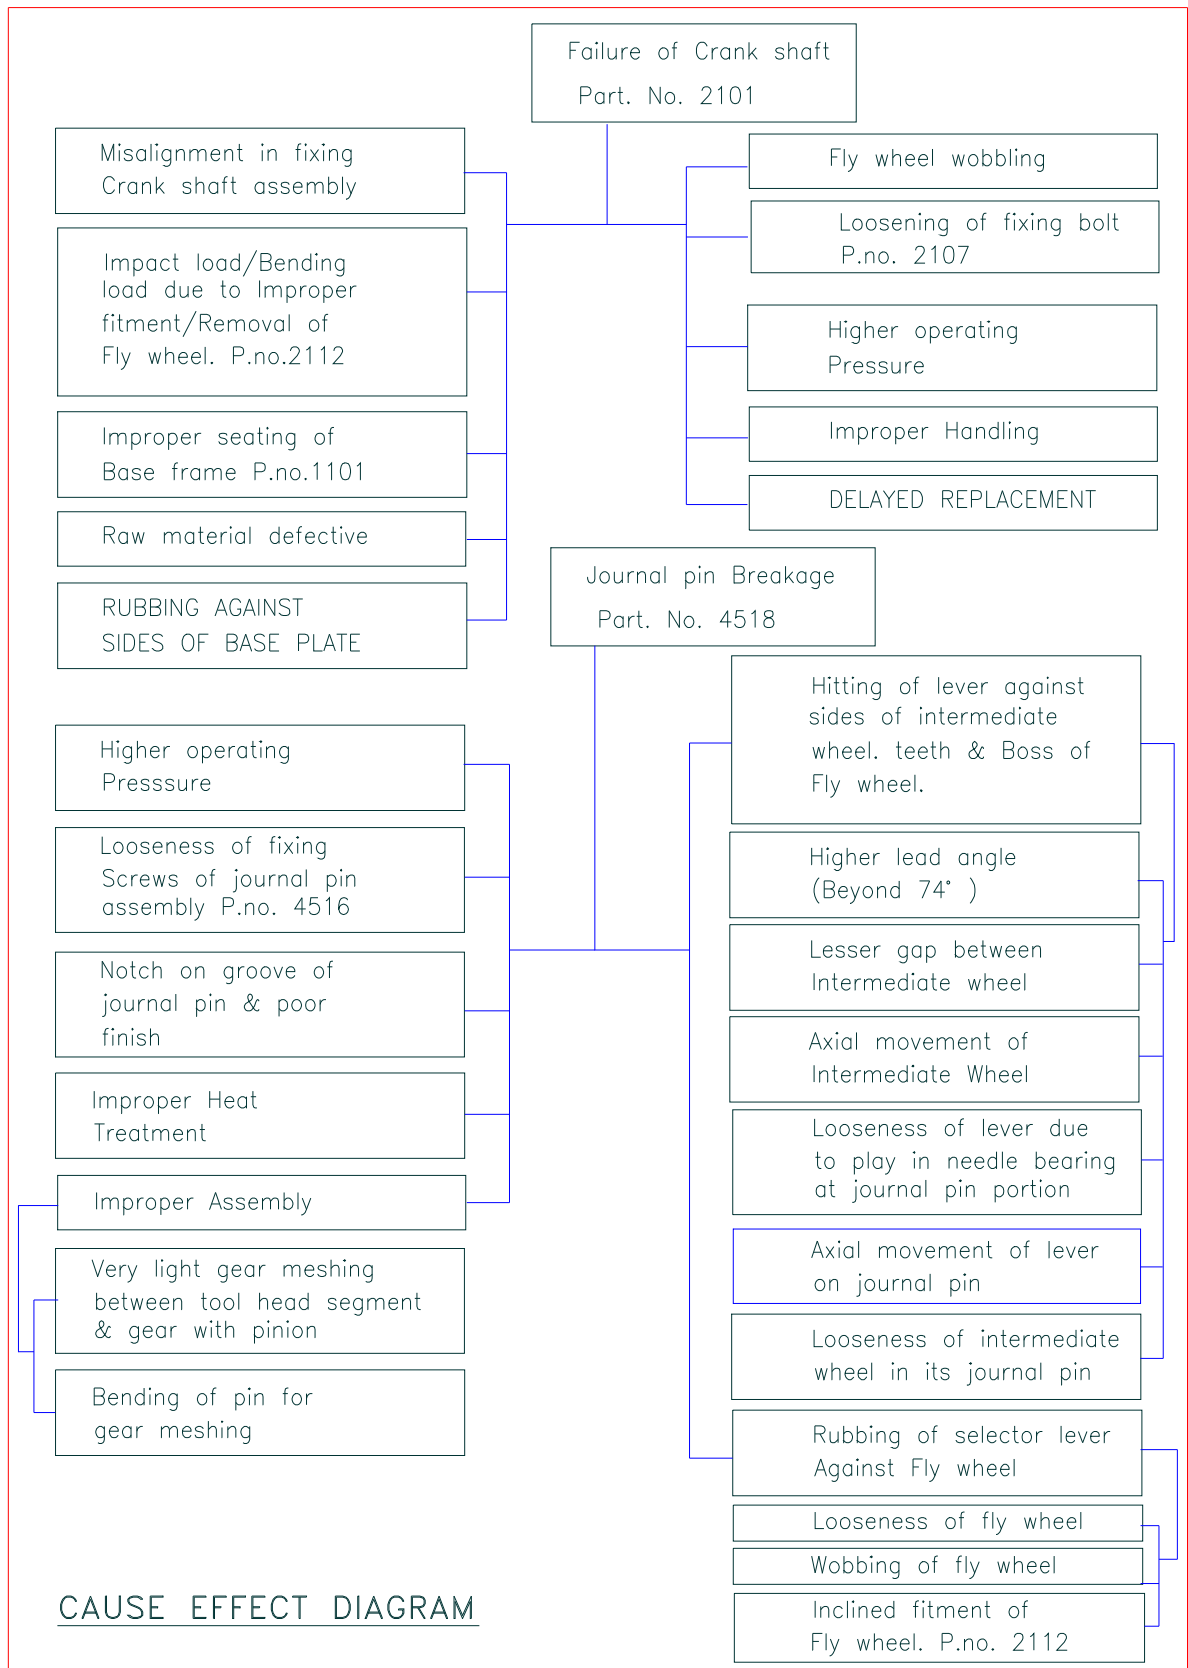 Failure of Crank shaft
Part. No. 2101
Misalignment in fixing
Crank shaft assembly
Impact load/Bending
load due to Improper
fitment/Removal of
Fly wheel. P.no.2112
Improper seating of
Base frame P.no.1101
Raw material defective
RUBBING AGAINST
SIDES OF BASE PLATE
Fly wheel wobbling
Loosening of fixing bolt
P.no. 2107
Higher operating
Pressure
Improper Handling
DELAYED REPLACEMENT
Journal pin Breakage
Part. No. 4518
Higher operating
Presssure
Looseness of fixing
Screws of journal pin
assembly P.no. 4516
Notch on groove of
journal pin & poor
finish
Improper Heat
Treatment
Improper Assembly
Very light gear meshing
between tool head segment
& gear with pinion
Bending of pin for
gear meshing
Hitting of lever against
sides of intermediate
wheel. teeth & Boss of
Fly wheel.
Higher lead angle
(Beyond 74° )
Lesser gap between
Intermediate wheel
Axial movement of
Intermediate Wheel
Looseness of lever due
to play in needle bearing
at journal pin portion
Axial movement of lever
on journal pin
Looseness of intermediate
wheel in its journal pin
Rubbing of selector lever
Against Fly wheel
Looseness of fly wheel
Wobbing of fly wheel
Inclined fitment of
Fly wheel. P.no. 2112
CAUSE EFFECT DIAGRAM